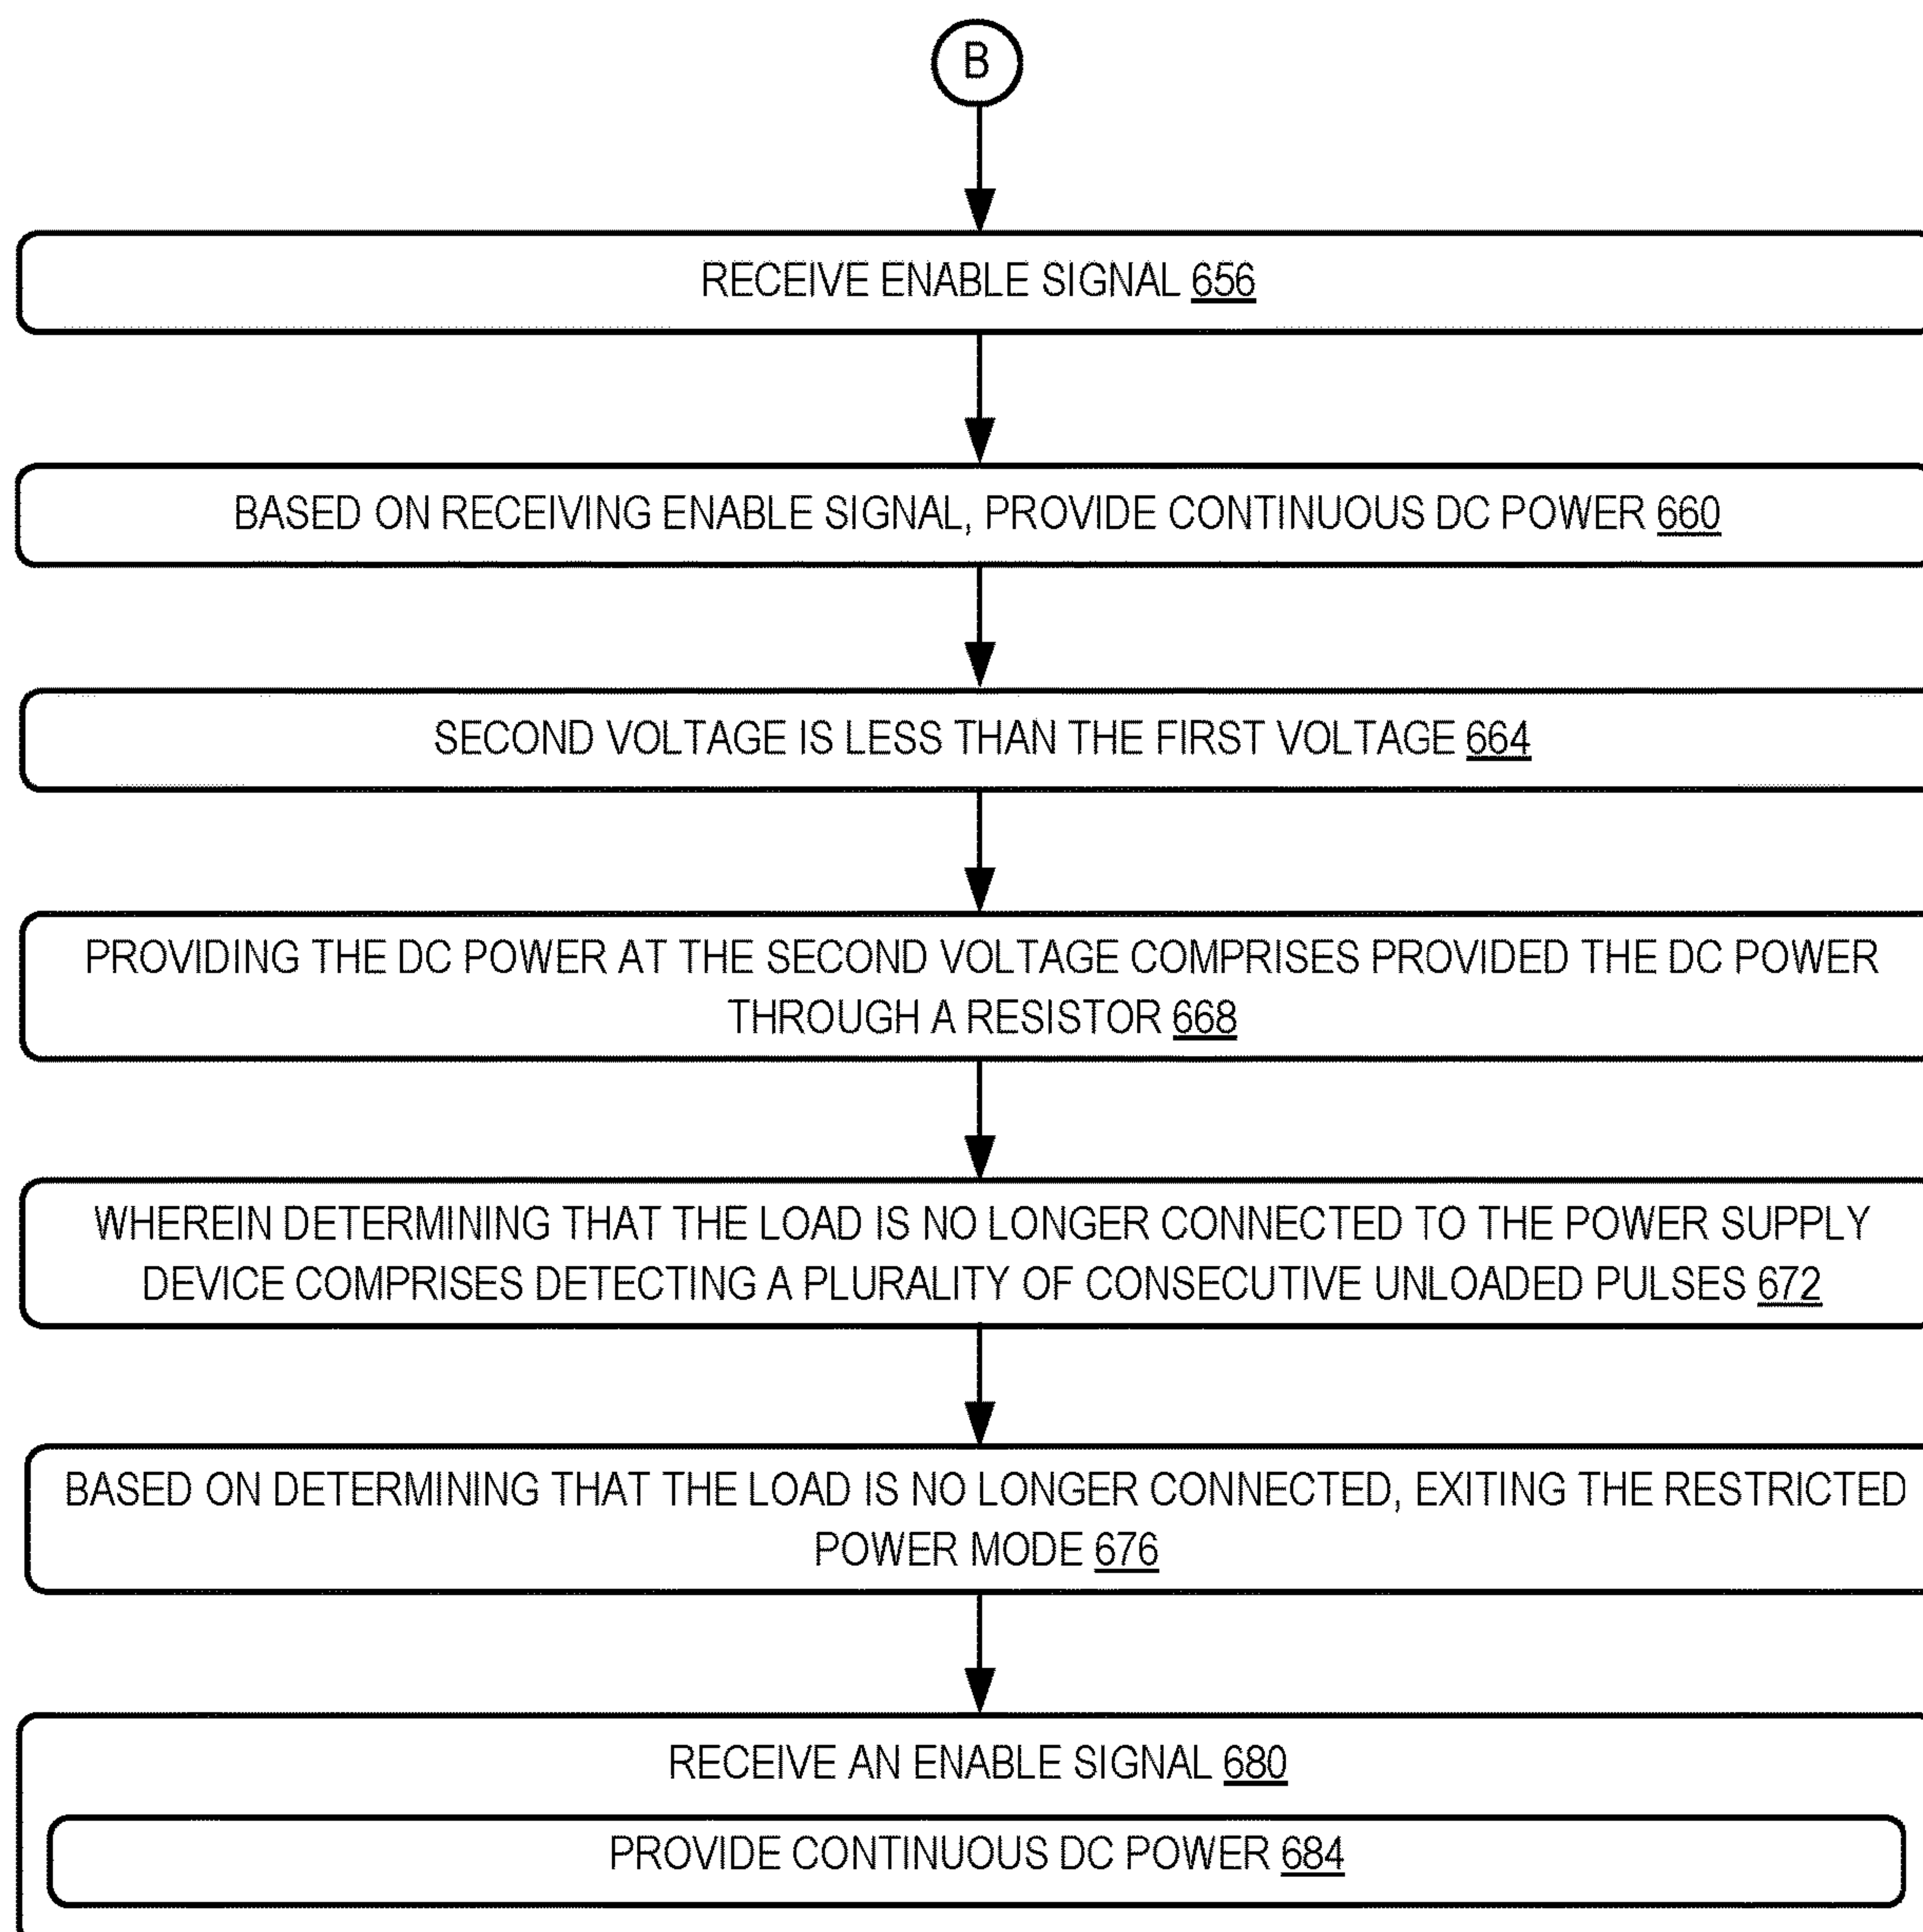 B
RECEIVE ENABLE SIGNAL 656
BASED ON RECEIVING ENABLE SIGNAL, PROVIDE CONTINUOUS DC POWER 660
SECOND VOLTAGE IS LESS THAN THE FIRST VOLTAGE 664
PROVIDING THE DC POWER AT THE SECOND VOLTAGE COMPRISES PROVIDED THE DC POWER
THROUGH A RESISTOR 668
WHEREIN DETERMINING THAT THE LOAD IS NO LONGER CONNECTED TO THE POWER SUPPLY
DEVICE COMPRISES DETECTING A PLURALITY OF CONSECUTIVE UNLOADED PULSES 672
BASED ON DETERMINING THAT THE LOAD IS NO LONGER CONNECTED, EXITING THE RESTRICTED
POWER MODE 676
RECEIVE AN ENABLE SIGNAL 680
PROVIDE CONTINUOUS DC POWER 684